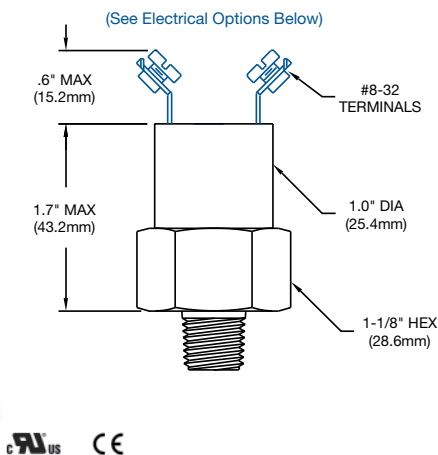 (See Electrical Options Below)
.6" MAX
(15.2mm)
#8-32
TERMINALS
1.7" MAX
(43.2mm)
1.0" DIA
(25.4mm)
1-1/8" HEX
(28.6mm)
c RU US CE